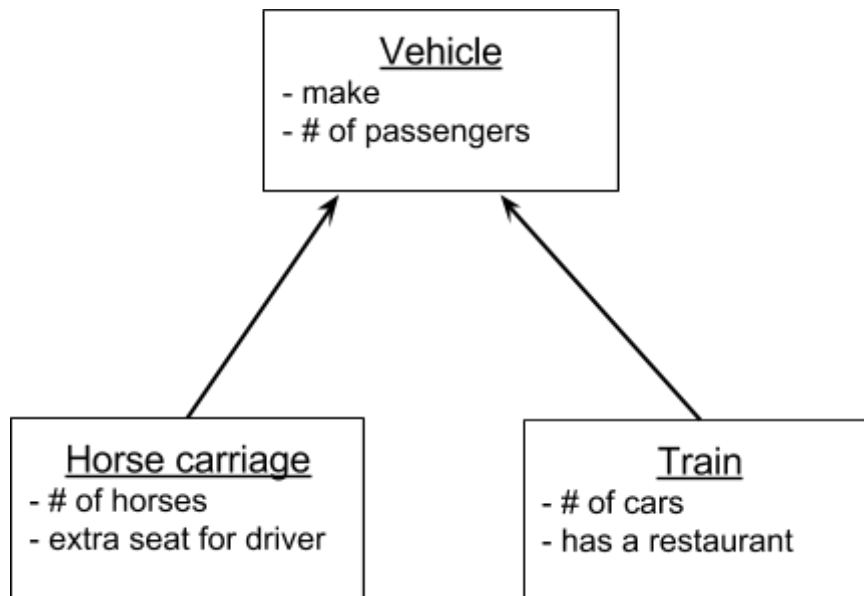 Vehicle
- make
- # of passengers
Horse carriage
- # of horses
- extra seat for driver
Train
- # of cars
- has a restaurant